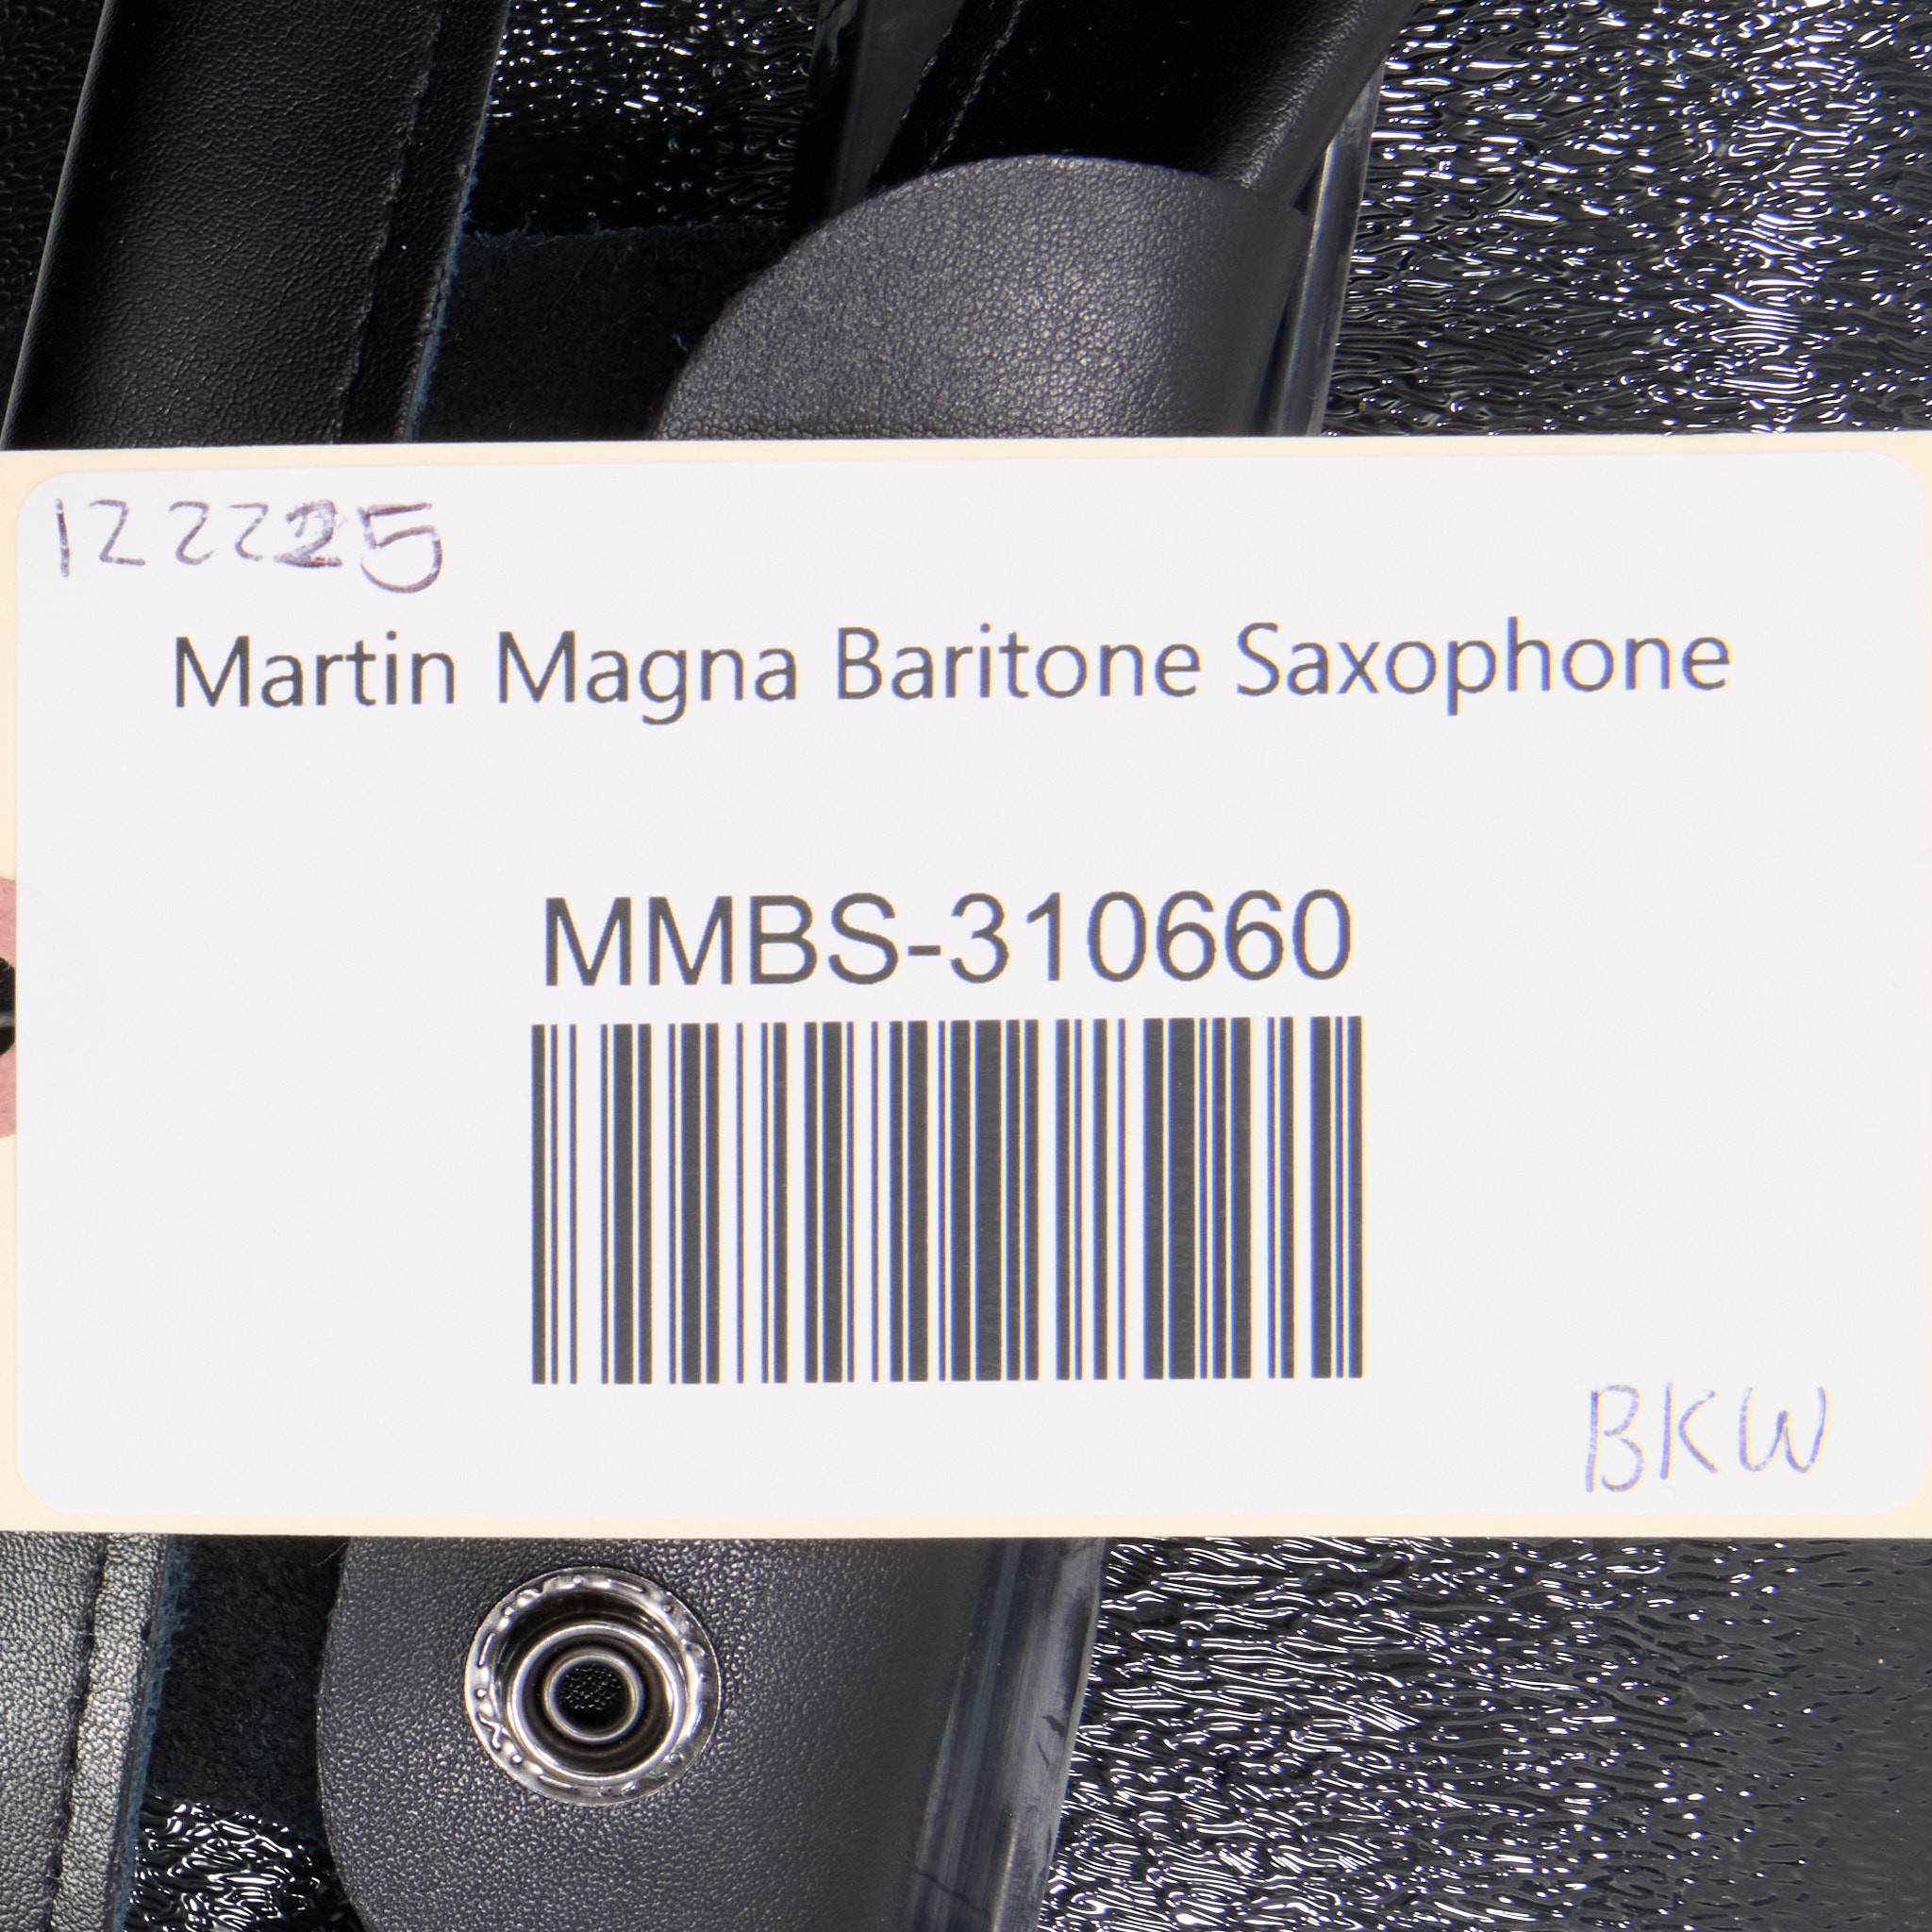 122225
Martin Magna Baritone Saxophone
MMBS-310660
BKW